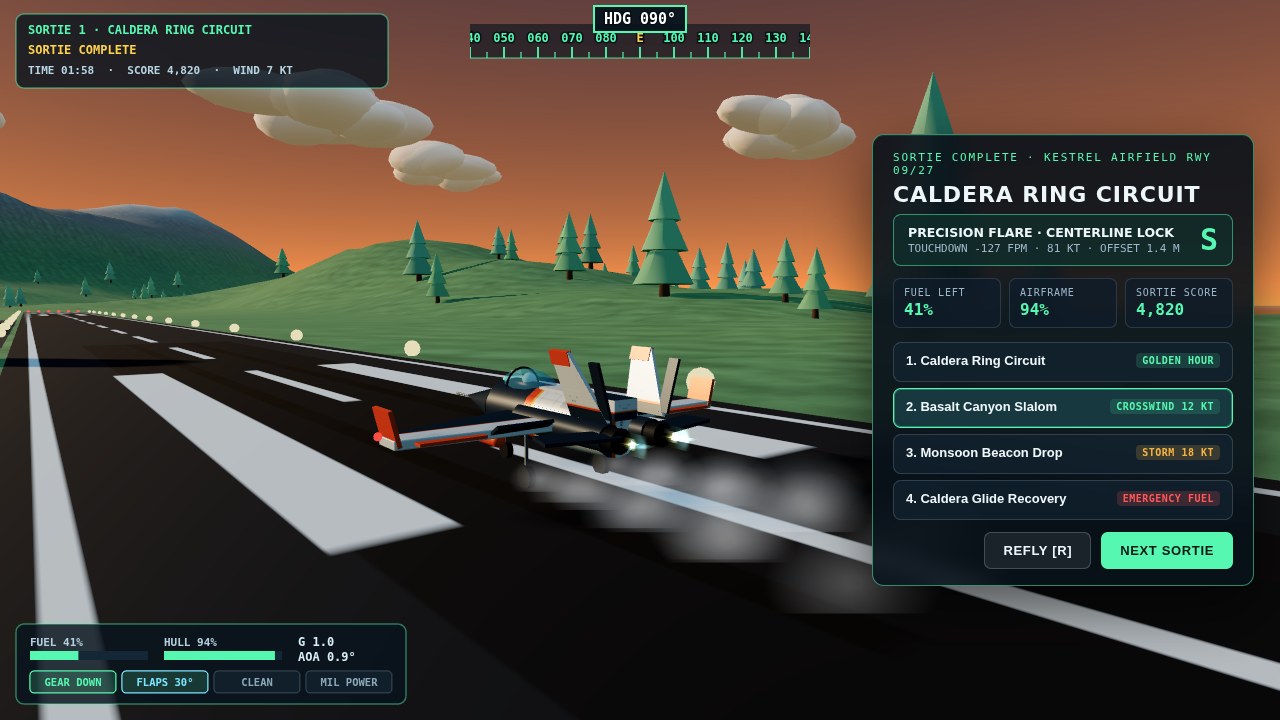 SORTIE 1 · CALDERA RING CIRCUIT
SORTIE COMPLETE
TIME 01:58 · SCORE 4,820 · WIND 7 KT
HDG 090°
050 060 070 080 E 100 110 120 130
SORTIE COMPLETE · KESTREL AIRFIELD RWY
09/27
CALDERA RING CIRCUIT
PRECISION FLARE · CENTERLINE LOCK
TOUCHDOWN -127 FPM · 81 KT · OFFSET 1.4 M
S
FUEL LEFT AIRFRAME SORTIE SCORE
41% 94% 4,820
1. Caldera Ring Circuit GOLDEN HOUR
2. Basalt Canyon Slalom CROSSWIND 12 KT
3. Monsoon Beacon Drop STORM 18 KT
4. Caldera Glide Recovery EMERGENCY FUEL
REFLY [R] NEXT SORTIE
FUEL 41% HULL 94% G 1.0
AOA 0.9°
GEAR DOWN FLAPS 30° CLEAN MIL POWER